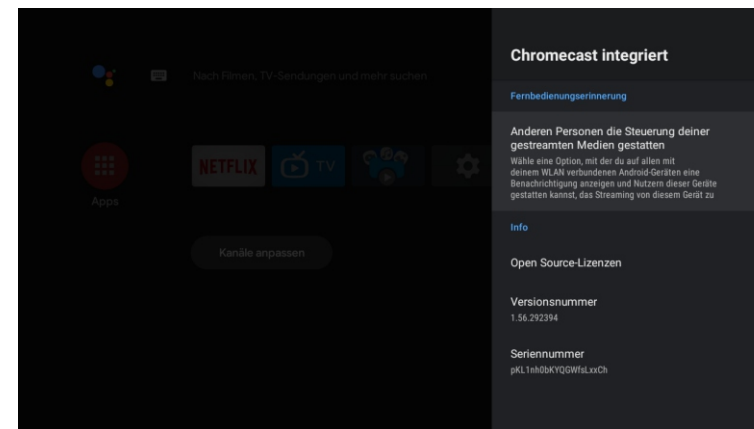 Nach Filmen, TV-Sendungen und mehr suchen
NETFLIX
TV
Apps
Kanäle anpassen
Chromecast integriert
Fernbedienungserinnerung
Anderen Personen die Steuerung deiner
gestreamten Medien gestatten
Wähle eine Option, mit der du auf allen mit
deinem WLAN verbundenen Android-Geräten eine
Benachrichtigung anzeigen und Nutzern dieser Geräte
gestatten kannst, das Streaming von diesem Gerät zu
Info
Open Source-Lizenzen
Versionsnummer
1.56.292394
Seriennummer
pKL1nh0bKYQGWfsLxxCh